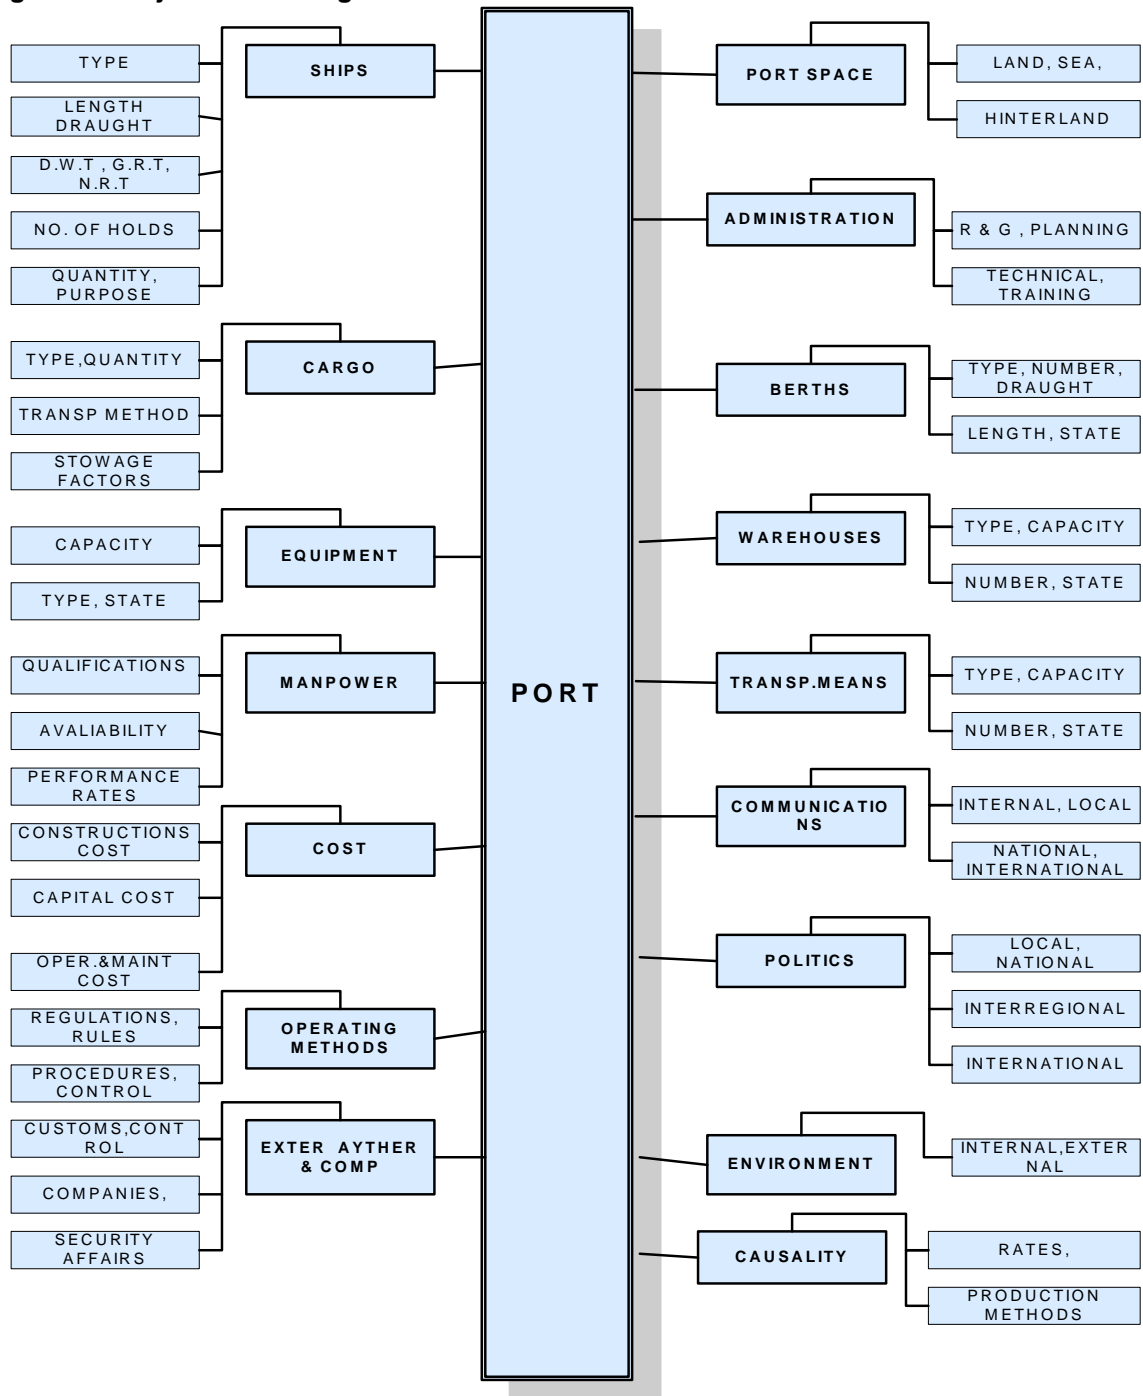 SHIPS
TYPE
LENGTH
DRAUGHT
D.W.T , G.R.T,
N.R.T
NO. OF HOLDS
QUANTITY,
PURPOSE
CARGO
TYPE,QUANTITY
TRANSP METHOD
STOWAGE
FACTORS
EQUIPMENT
CAPACITY
TYPE, STATE
MANPOWER
QUALIFICATIONS
AVALIABILITY
PERFORMANCE
RATES
COST
CONSTRUCTIONS
COST
CAPITAL COST
OPER.&MAINT
COST
OPERATING
METHODS
REGULATIONS,
RULES
PROCEDURES,
CONTROL
EXTER AYTHER
& COMP
CUSTOMS,CONT
ROL
COMPANIES,
SECURITY
AFFAIRS
PORT
PORT SPACE
LAND, SEA,
HINTERLAND
ADMINISTRATION
R & G , PLANNING
TECHNICAL,
TRAINING
BERTHS
TYPE, NUMBER,
DRAUGHT
LENGTH, STATE
WAREHOUSES
TYPE, CAPACITY
NUMBER, STATE
TRANSP.MEANS
TYPE, CAPACITY
NUMBER, STATE
COMMUNICATIO
NS
INTERNAL, LOCAL
NATIONAL,
INTERNATIONAL
POLITICS
LOCAL,
NATIONAL
INTERREGIONAL
INTERNATIONAL
ENVIRONMENT
INTERNAL,EXTER
NAL
CAUSALITY
RATES,
PRODUCTION
METHODS